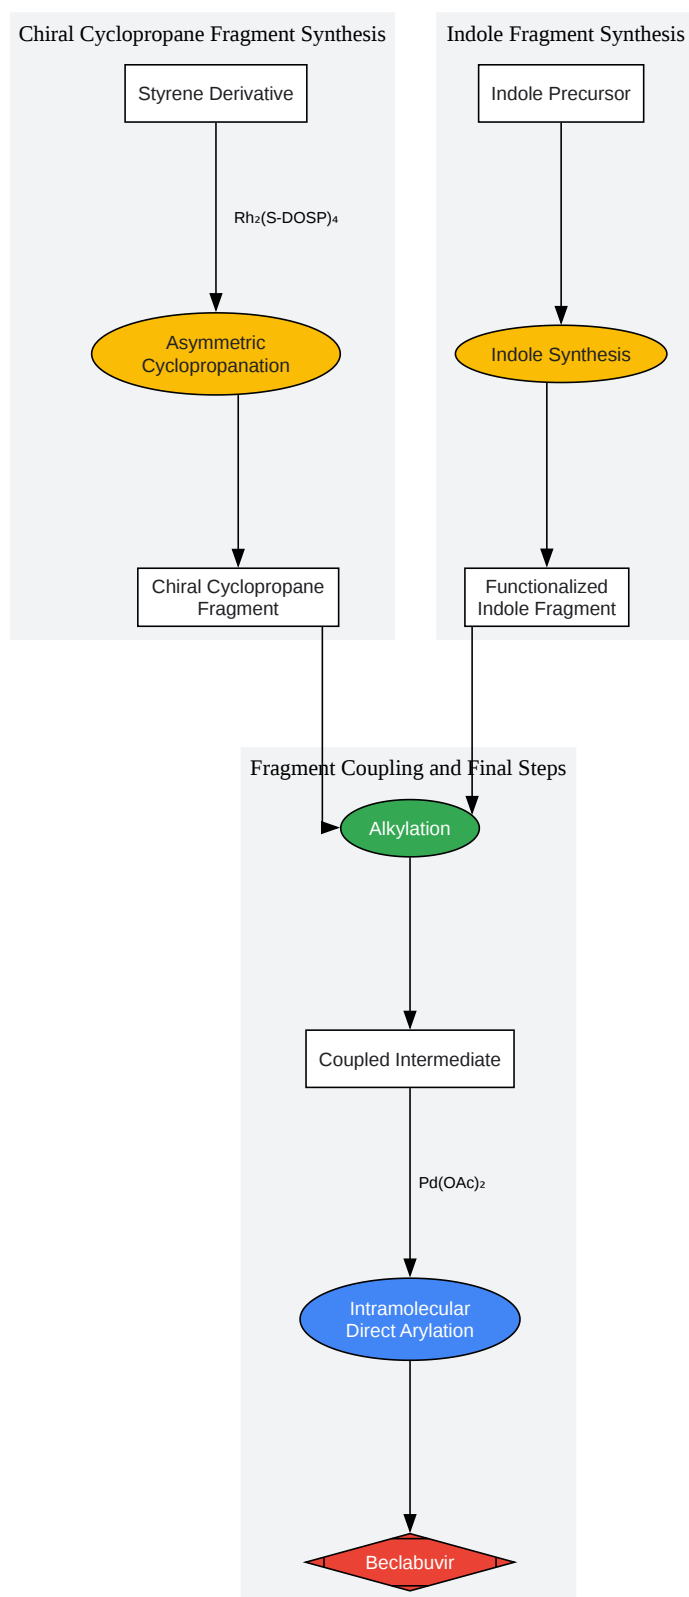 Chiral Cyclopropane Fragment Synthesis
Styrene Derivative
Rh₂(S-DOSP)₄
Asymmetric
Cyclopropanation
Chiral Cyclopropane
Fragment
Indole Fragment Synthesis
Indole Precursor
Indole Synthesis
Functionalized
Indole Fragment
Fragment Coupling and Final Steps
Alkylation
Coupled Intermediate
Pd(OAc)₂
Intramolecular
Direct Arylation
Beclabuvir